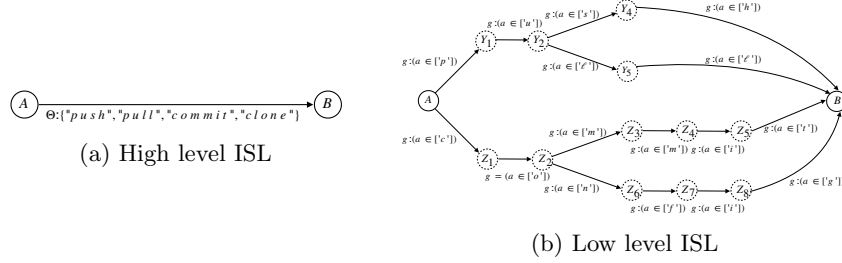 A
B
Θ:{"push","pull","commit","clone"}
(a) High level ISL
g:(a∈['p'])
g:(a∈['u'])
g:(a∈['s'])
g:(a∈['h'])
Y1
Y2
Y4
g:(a∈['ℓ'])
Y5
g:(a∈['ℓ'])
A
B
g:(a∈['c'])
Z1
g=(a∈['o'])
Z2
g:(a∈['m'])
Z3
g:(a∈['m'])
Z4
g:(a∈['i'])
Z5
g:(a∈['t'])
g:(a∈['n'])
Z6
g:(a∈['f'])
Z7
g:(a∈['i'])
Z8
g:(a∈['g'])
(b) Low level ISL